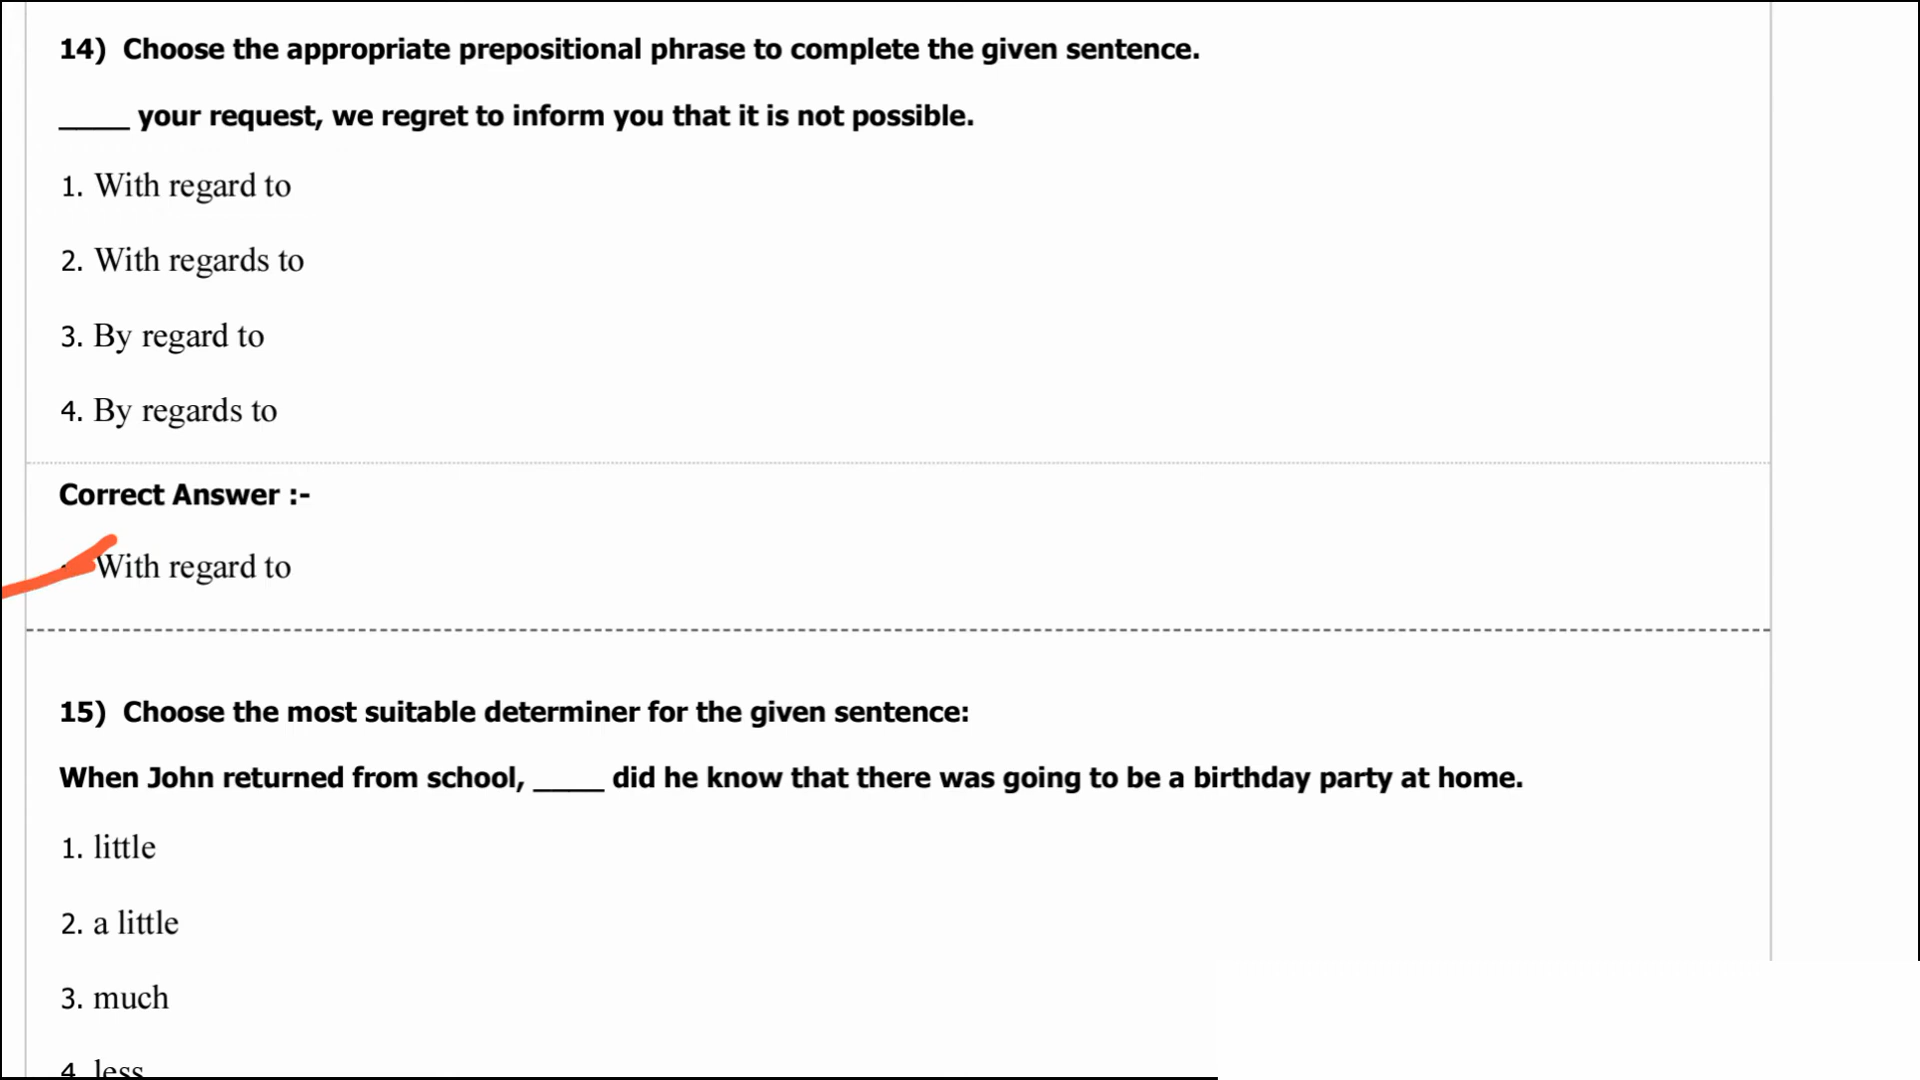 14) Choose the appropriate prepositional phrase to complete the given sentence.
____ your request, we regret to inform you that it is not possible.
1. With regard to
2. With regards to
3. By regard to
4. By regards to
Correct Answer :-
With regard to
15) Choose the most suitable determiner for the given sentence:
When John returned from school, ____ did he know that there was going to be a birthday party at home.
1. little
2. a little
3. much
4. less